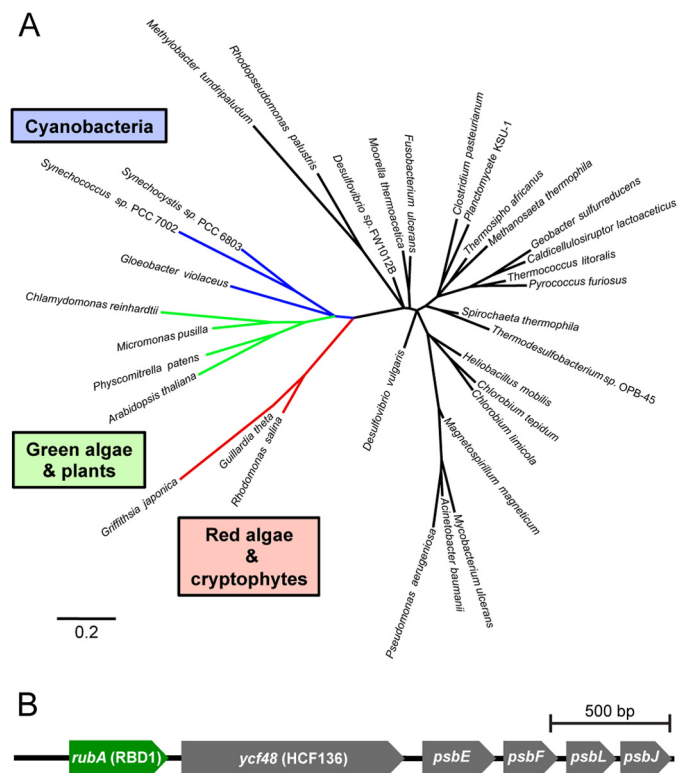 A
Methylobacter tundripaludum
Rhodopseudomonas palustris
Desulfovibrio sp.FW1012B
Moorella thermoacetica
Fusobacterium ulcerans
Clostridium pasteurianum
Planctomycete KSU-1
Thermosipho africanus
Methanosaeta thermophila
Geobacter sulfurreducens
Caldicellulosiruptor lactoaceticus
Thermococcus litoralis
Pyrococcus furiosus
Cyanobacteria
Synechococcus sp. PCC 7002
Synechocystis sp. PCC 6803
Gloeobacter violaceus
Chlamydomonas reinhardtii
Micromonas pusilla
Physcomitrella patens
Arabidopsis thaliana
Spirochaeta thermophila
Thermodesulfobacterium sp. OPB-45
Heliobacillus mobilis
Chlorobium tepidum
Chlorobium limicola
Desulfovibrio vulgaris
Magnetospirillum magneticum
Green algae
& plants
Griffithsia japonica
Guillardia theta
Rhodomonas salina
Red algae
&
cryptophytes
Pseudomonas aerugeniosa
Acinetobacter baumanii
Mycobacterium ulcerans
0.2
B
500 bp
rubA (RBD1)
ycf48 (HCF136)
psbE
psbF
psbL
psbJ